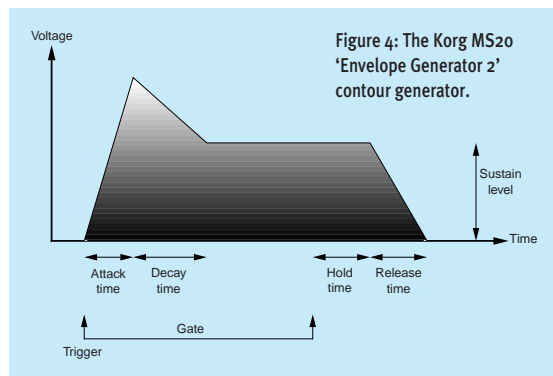 Voltage
Figure 4: The Korg MS20
‘Envelope Generator 2’
contour generator.
Sustain
level
Time
Attack
time
Decay
time
Hold
time
Release
time
Gate
Trigger